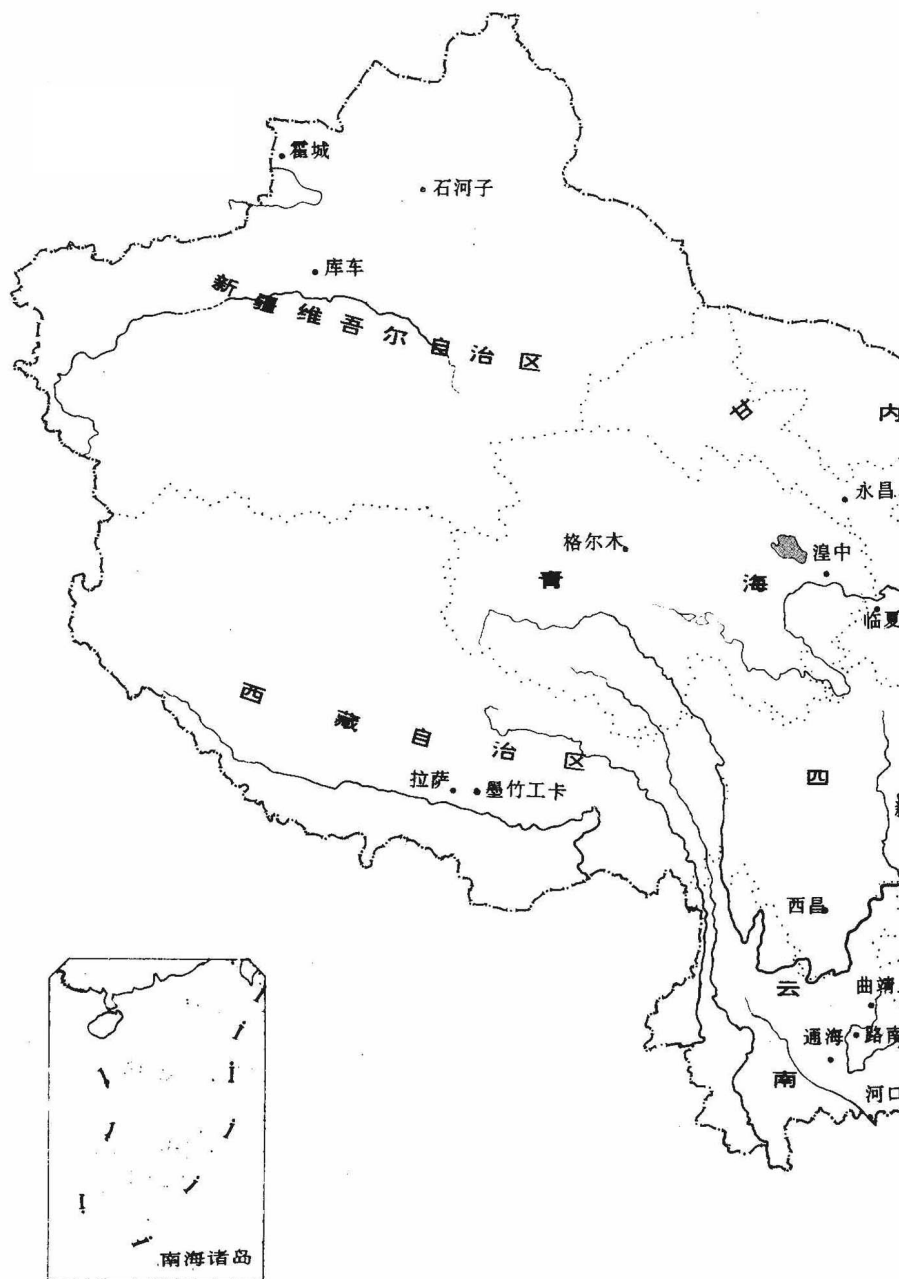 霍城
石河子
库车
新疆维吾尔自治区
甘
内
永昌
格尔木
湟中
青海
临夏
西藏自治区
拉萨
墨竹工卡
四
西昌
云南
曲靖
通海
路南
河口
南海诸岛